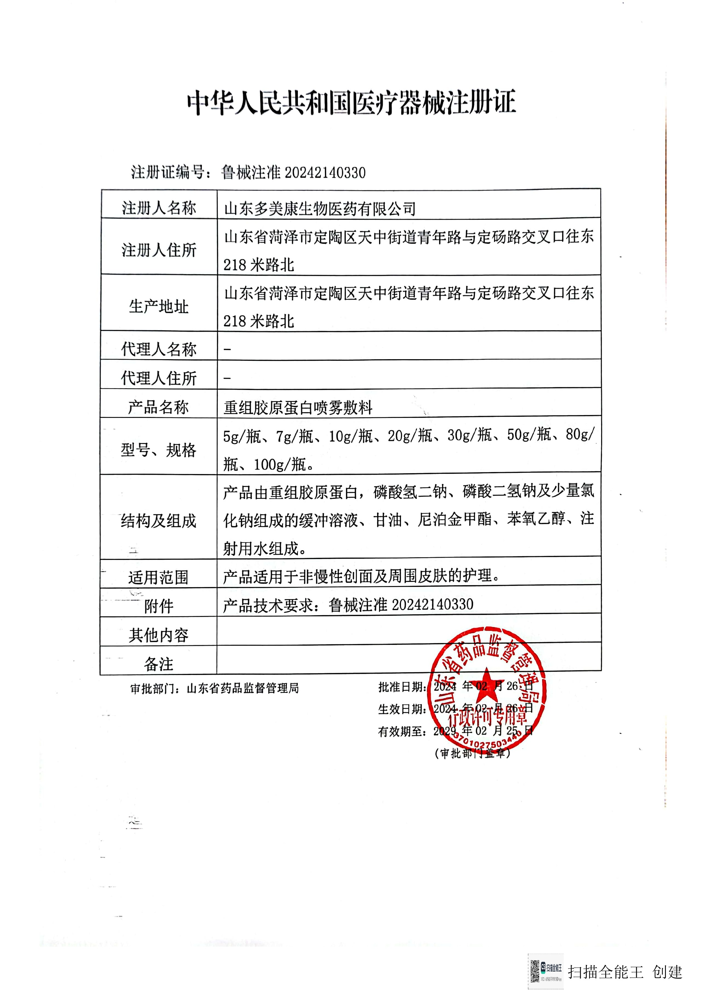 中华人民共和国医疗器械注册证
注册证编号：鲁械注准 20242140330
注册人名称 山东多美康生物医药有限公司
注册人住所 山东省菏泽市定陶区天中街道青年路与定砀路交叉口往东
218 米路北
生产地址 山东省菏泽市定陶区天中街道青年路与定砀路交叉口往东
218 米路北
代理人名称 -
代理人住所 -
产品名称 重组胶原蛋白喷雾敷料
型号、规格 5g/瓶、7g/瓶、10g/瓶、20g/瓶、30g/瓶、50g/瓶、80g/
瓶、100g/瓶。
结构及组成 产品由重组胶原蛋白，磷酸氢二钠、磷酸二氢钠及少量氯
化钠组成的缓冲溶液、甘油、尼泊金甲酯、苯氧乙醇、注
射用水组成。
适用范围 产品适用于非慢性创面及周围皮肤的护理。
附件 产品技术要求：鲁械注准 20242140330
其他内容
备注
审批部门：山东省药品监督管理局
批准日期：2024 年 02 月 26 日
生效日期：2024 年 02 月 26 日
有效期至：2029 年 02 月 25 日
（审批部门盖章）
山东省药品监督管理局
行政许可专用章
3701027503440
CS 扫描全能王
扫描全能王 创建